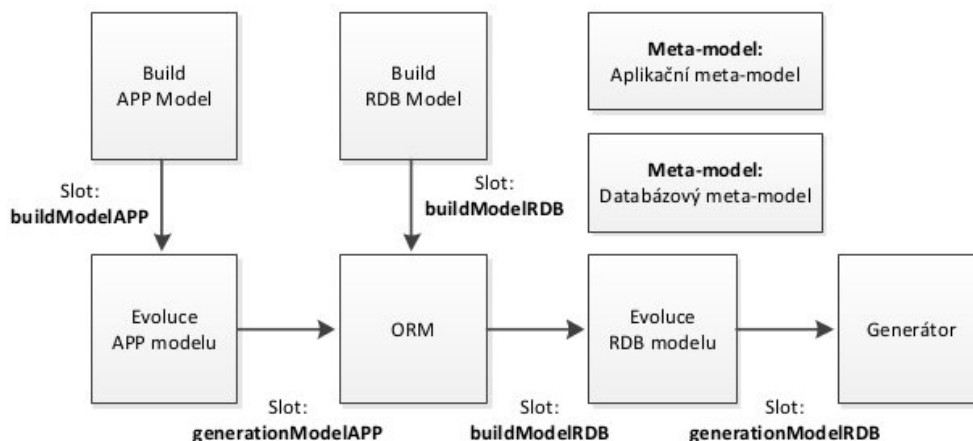 Build
APP Model
Build
RDB Model
Meta-model:
Aplikační meta-model
Meta-model:
Databázový meta-model
Slot:
buildModelAPP
Slot:
buildModelRDB
Evoluce
APP modelu
ORM
Evoluce
RDB modelu
Generátor
Slot:
generationModelAPP
Slot:
buildModelRDB
Slot:
generationModelRDB